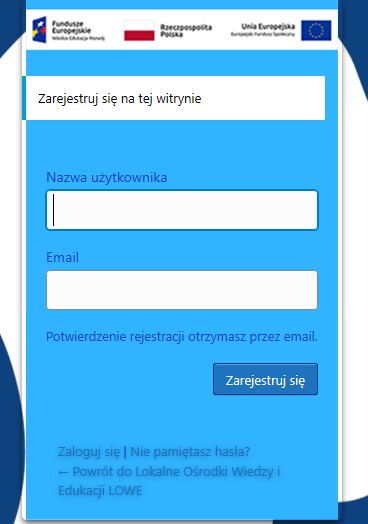 Fundusze
Europejskie
Wiedza Edukacja Rozwój
Rzeczpospolita
Polska
Unia Europejska
Europejski Fundusz Społeczny
Zarejestruj się na tej witrynie
Nazwa użytkownika
Email
Potwierdzenie rejestracji otrzymasz przez email.
Zarejestruj się
Zaloguj się | Nie pamiętasz hasła?
← Powrót do Lokalne Ośrodki Wiedzy i
Edukacji LOWE